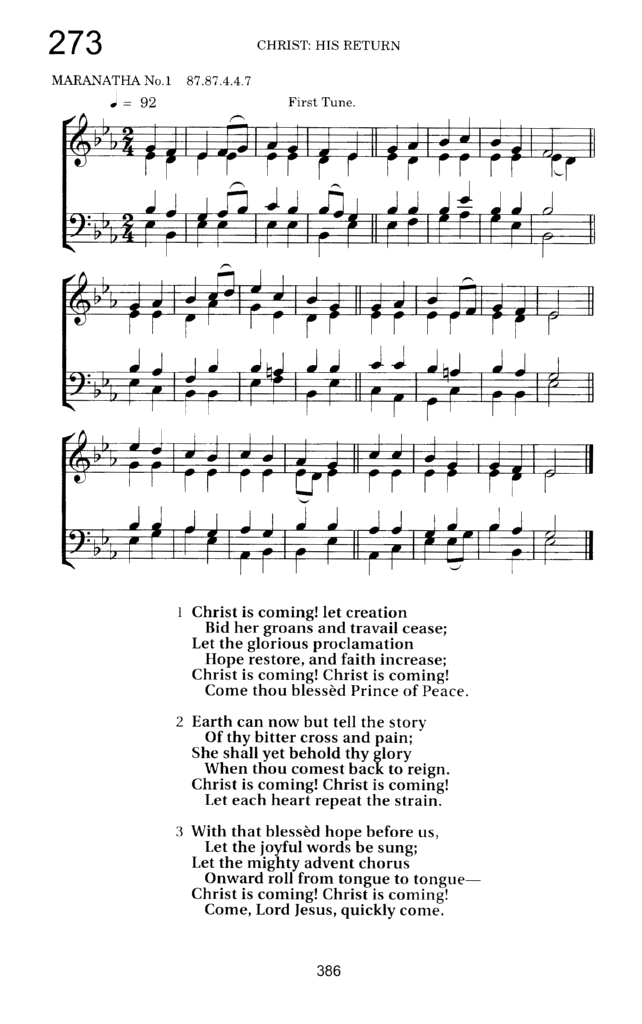 273
CHRIST: HIS RETURN
MARANATHA No.1 87.87.4.4.7
♩ = 92 First Tune.
1 Christ is coming! let creation
Bid her groans and travail cease;
Let the glorious proclamation
Hope restore, and faith increase;
Christ is coming! Christ is coming!
Come thou blessèd Prince of Peace.
2 Earth can now but tell the story
Of thy bitter cross and pain;
She shall yet behold thy glory
When thou comest back to reign.
Christ is coming! Christ is coming!
Let each heart repeat the strain.
3 With that blessèd hope before us,
Let the joyful words be sung;
Let the mighty advent chorus
Onward roll from tongue to tongue—
Christ is coming! Christ is coming!
Come, Lord Jesus, quickly come.
386